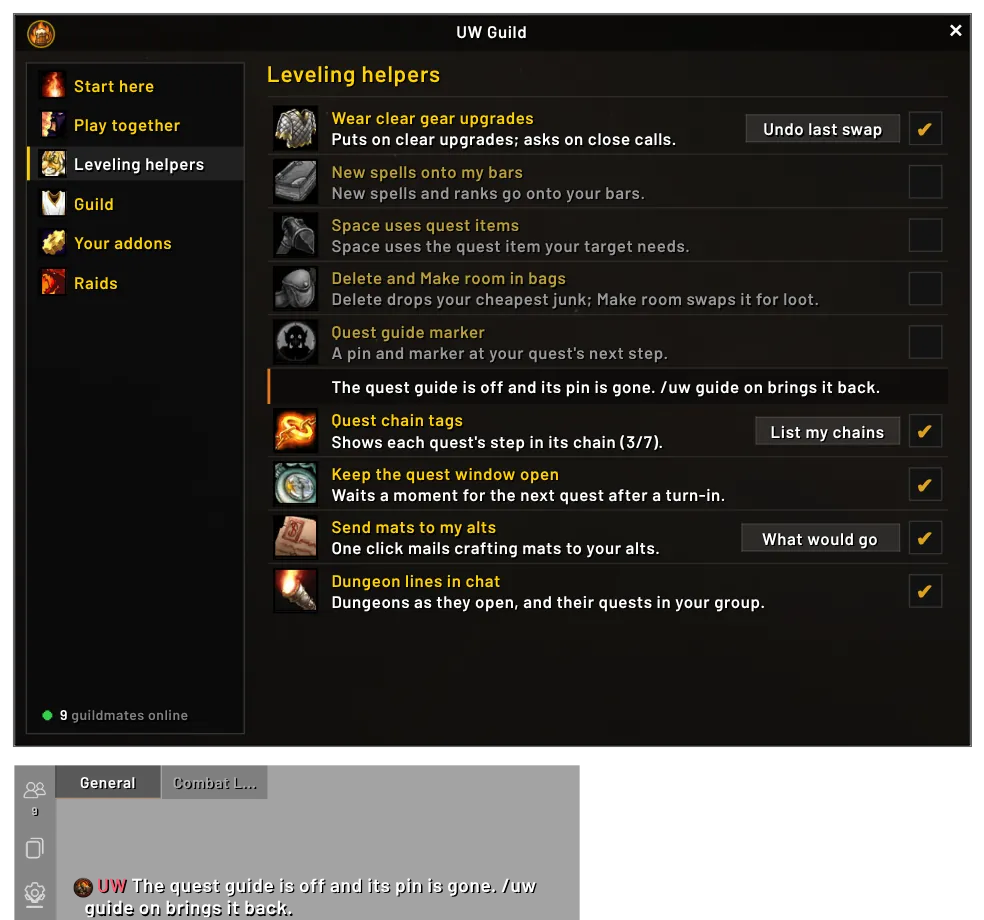 UW Guild
Start here
Play together
Leveling helpers
Guild
Your addons
Raids
9 guildmates online
Leveling helpers
Wear clear gear upgrades
Puts on clear upgrades; asks on close calls.
Undo last swap
New spells onto my bars
New spells and ranks go onto your bars.
Space uses quest items
Space uses the quest item your target needs.
Delete and Make room in bags
Delete drops your cheapest junk; Make room swaps it for loot.
Quest guide marker
A pin and marker at your quest's next step.
The quest guide is off and its pin is gone. /uw guide on brings it back.
Quest chain tags
Shows each quest's step in its chain (3/7).
List my chains
Keep the quest window open
Waits a moment for the next quest after a turn-in.
Send mats to my alts
One click mails crafting mats to your alts.
What would go
Dungeon lines in chat
Dungeons as they open, and their quests in your group.
General
Combat L...
9
UW The quest guide is off and its pin is gone. /uw
guide on brings it back.